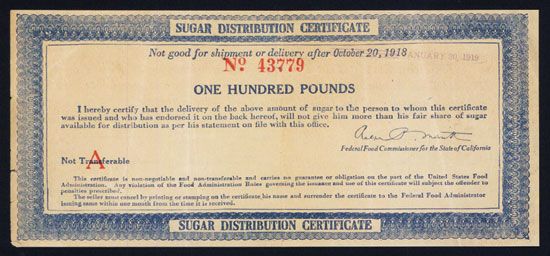 SUGAR DISTRIBUTION CERTIFICATE
Not good for shipment or delivery after October 20, 1918 JANUARY 20, 1919
No 43779
ONE HUNDRED POUNDS
I hereby certify that the delivery of the above amount of sugar to the person to whom this certificate
was issued and who has endorsed it on the back hereof, will not give him more than his fair share of sugar
available for distribution as per his statement on file with this office.
Federal Food Commissioner for the State of California
Not Transferable
A
This certificate is non-negotiable and non-transferable and carries no guarantee or obligation on the part of the United States Food
Administration. Any violation of the Food Administration Rules governing the issuance and use of this certificate will subject the offender to
penalties prescribed.
The seller must cancel by printing or stamping on the certificate, his name and surrender the certificate to the Federal Food Administrator
issuing same within one month from the time it is received.
SUGAR DISTRIBUTION CERTIFICATE